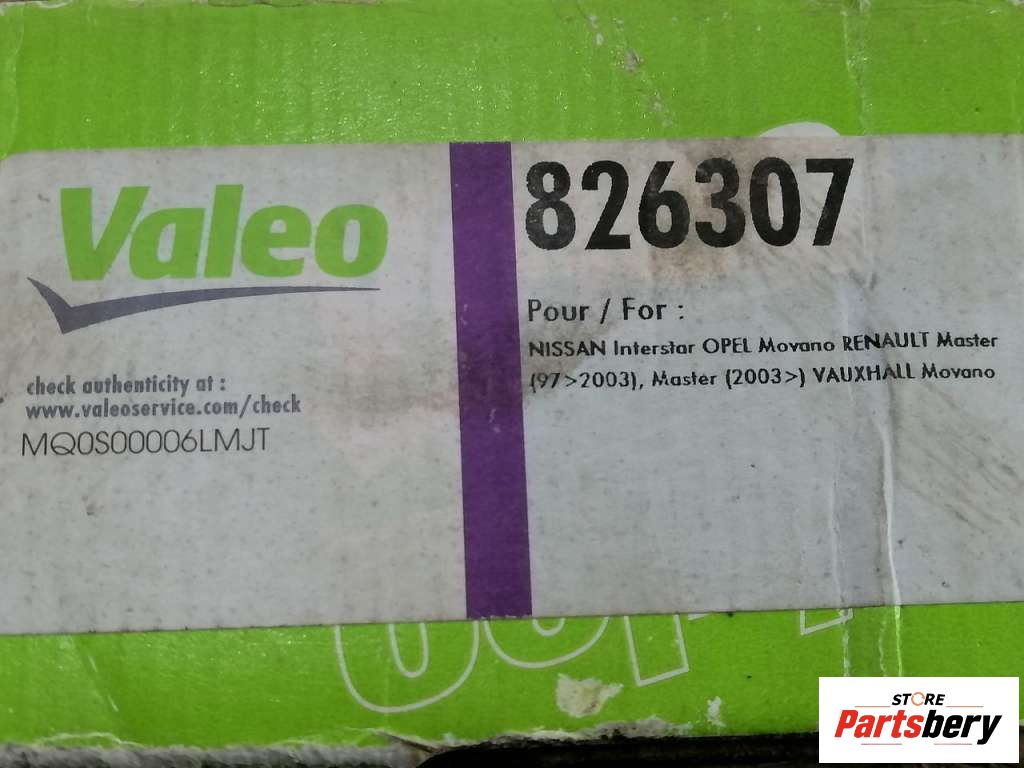 Valeo
check authenticity at :
www.valeoservice.com/check
MQ0S00006LMJT
826307
Pour / For :
NISSAN Interstar OPEL Movano RENAULT Master
(97>2003), Master (2003>) VAUXHALL Movano
STORE
Partsbery